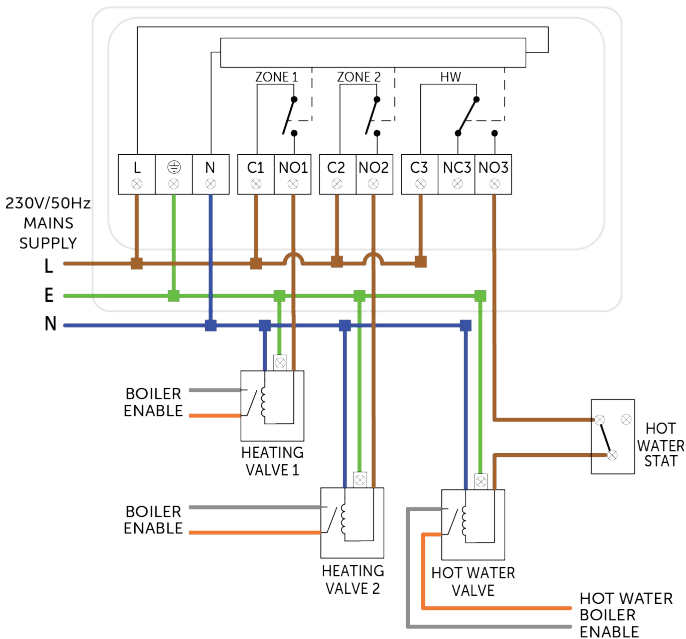 ZONE 1
ZONE 2
HW
L
N
C1
NO1
C2
NO2
C3
NC3
NO3
230V/50Hz
MAINS
SUPPLY
L
E
N
BOILER
ENABLE
HEATING
VALVE 1
HOT
WATER
STAT
BOILER
ENABLE
HEATING
VALVE 2
HOT WATER
VALVE
HOT WATER
BOILER
ENABLE